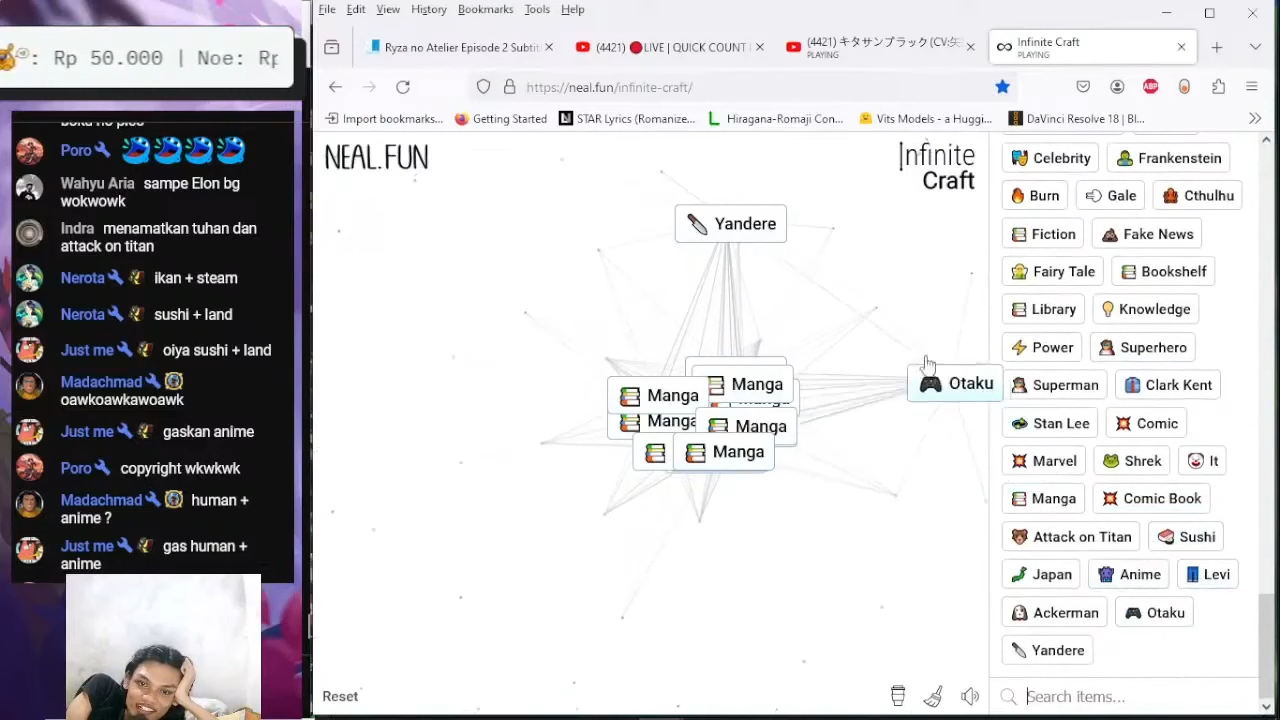 : Rp 50.000 | Noe: Rp
Poro
Wahyu Aria sampe Elon bg
wokwowk
Indra menamatkan tuhan dan
attack on titan
Nerota ikan + steam
Nerota sushi + land
Just me oiya sushi + land
Madachmad
oawkoawkawoawk
Just me gaskan anime
Poro copyright wkwkwk
Madachmad human +
anime ?
Just me gas human +
anime
File Edit View History Bookmarks Tools Help
Ryza no Atelier Episode 2 Subtit
(4421) 🔴LIVE | QUICK COUNT
(4421) キタサンブラック(CV:矢
PLAYING
Infinite Craft
PLAYING
https://neal.fun/infinite-craft/
ABP
Import bookmarks...
Getting Started
STAR Lyrics (Romanize...
Hiragana-Romaji Con...
Vits Models - a Huggi...
DaVinci Resolve 18 | Bl...
NEAL.FUN
Infinite
Craft
Yandere
Manga
Manga
Manga
Manga
Manga
Otaku
Celebrity
Frankenstein
Burn
Gale
Cthulhu
Fiction
Fake News
Fairy Tale
Bookshelf
Library
Knowledge
Power
Superhero
Superman
Clark Kent
Stan Lee
Comic
Marvel
Shrek
It
Manga
Comic Book
Attack on Titan
Sushi
Japan
Anime
Levi
Ackerman
Otaku
Yandere
Reset
Search items...